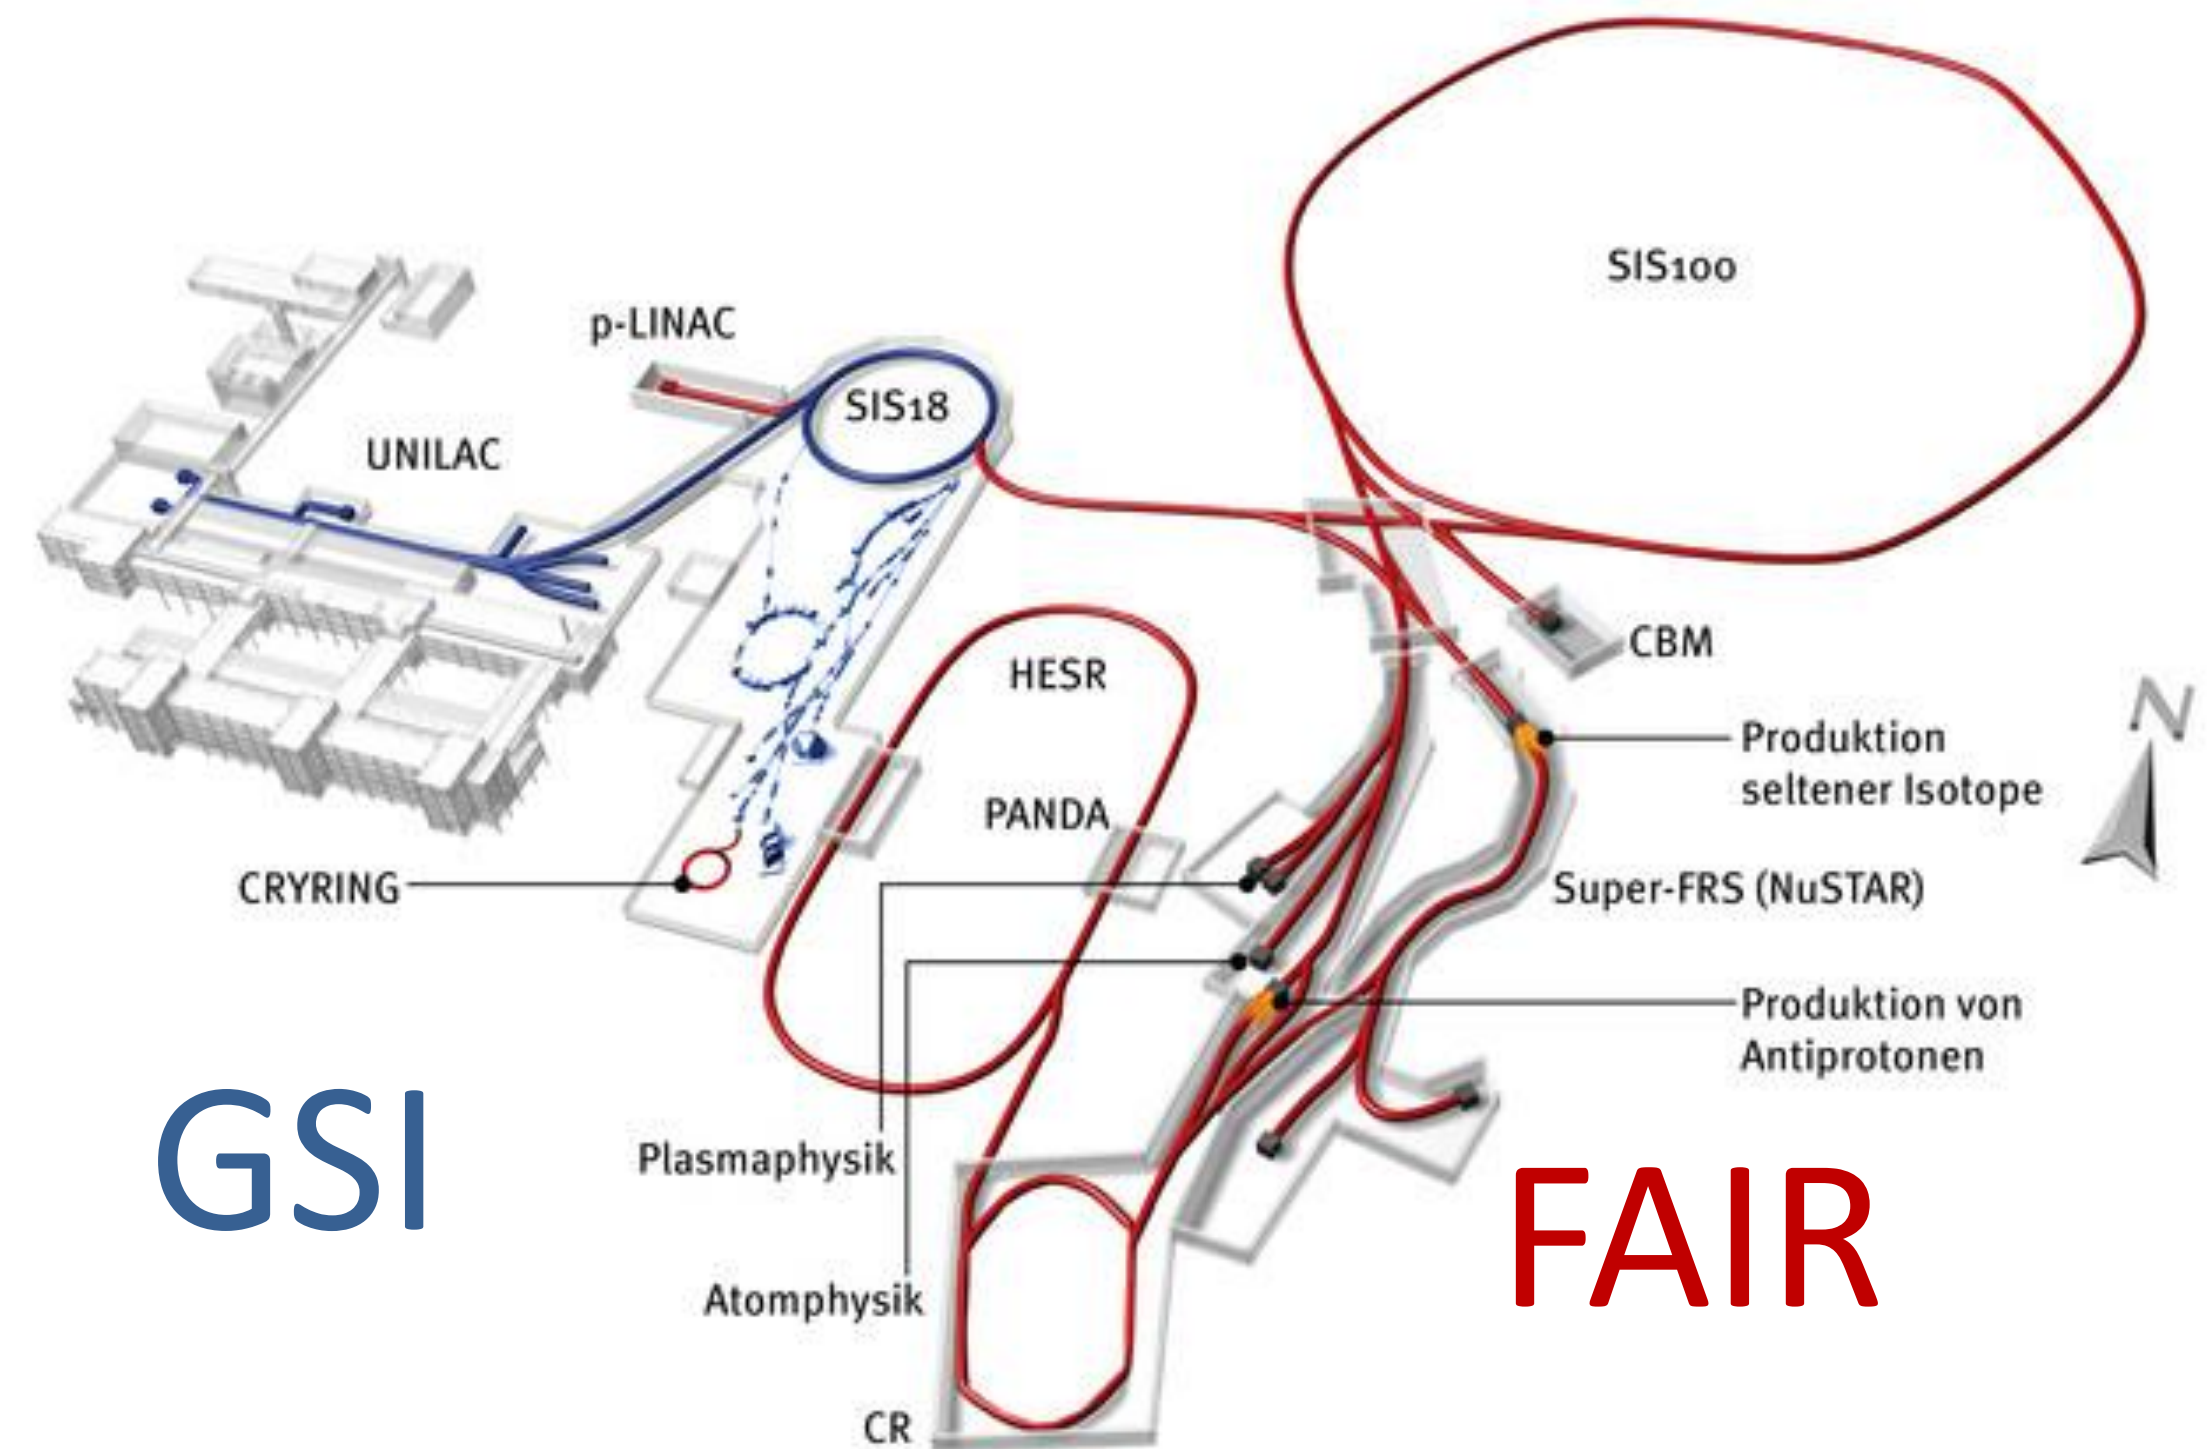 SIS100
p-LINAC
SIS18
UNILAC
CBM
HESR
N
Produktion
seltener Isotope
PANDA
CRYRING
Super-FRS (NuSTAR)
Produktion von
Antiprotonen
GSI
Plasmaphysik
FAIR
Atomphysik
CR